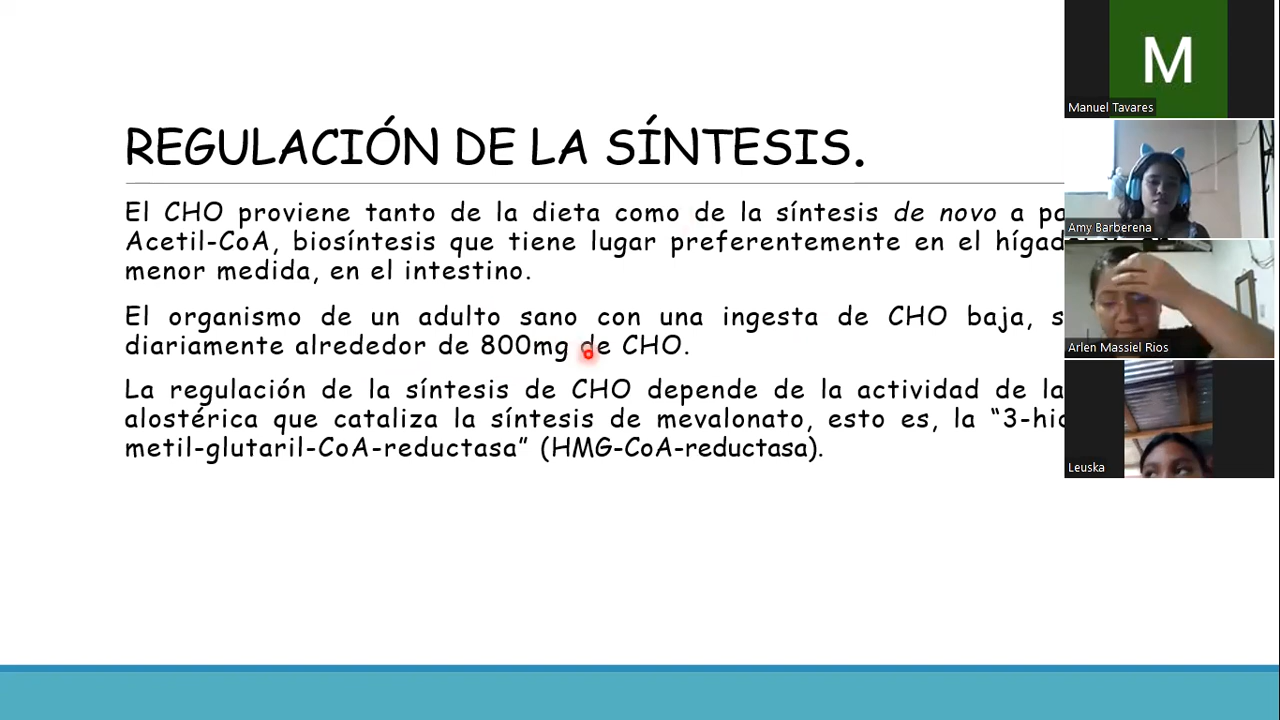 REGULACIÓN DE LA SÍNTESIS.
El CHO proviene tanto de la dieta como de la síntesis de novo a
Acetil-CoA, biosíntesis que tiene lugar preferentemente en el
menor medida, en el intestino.
El organismo de un adulto sano con una ingesta de CHO baja,
diariamente alrededor de 800mg de CHO.
La regulación de la síntesis de CHO depende de la actividad de la
alostérica que cataliza la síntesis de mevalonato, esto es, la “3-
metil-glutaril-CoA-reductasa” (HMG-CoA-reductasa).
M
Manuel Tavares
Amy Barberena
Arlen Massiel Rios
Leuska